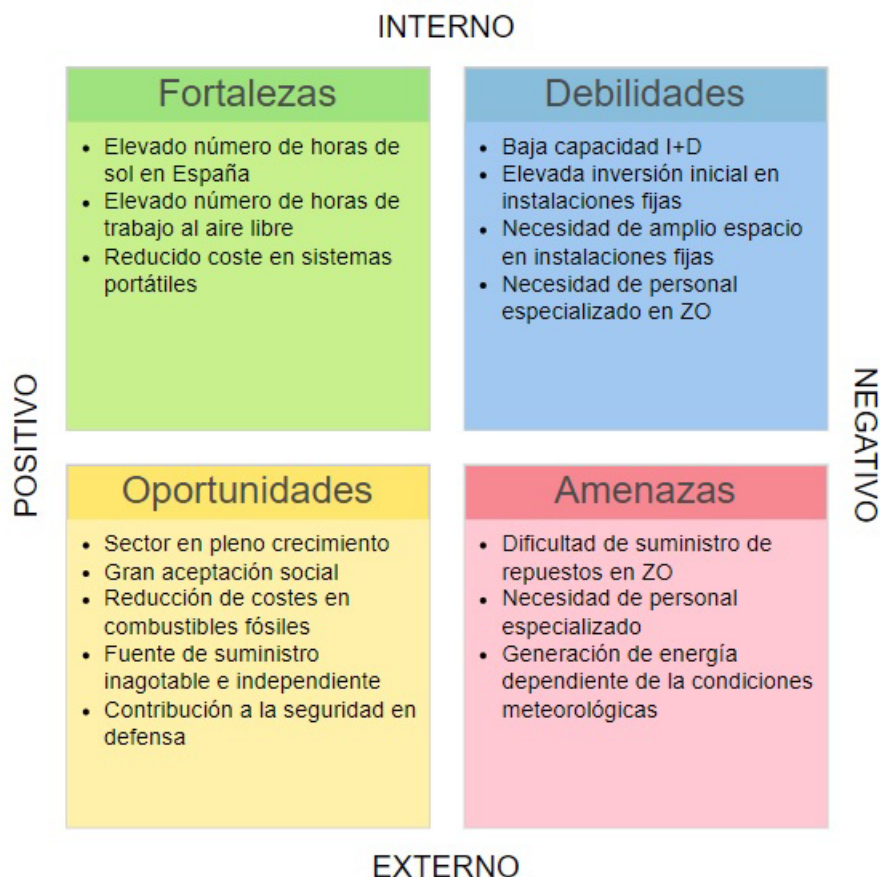 INTERNO
Fortalezas
• Elevado número de horas de
sol en España
• Elevado número de horas de
trabajo al aire libre
• Reducido coste en sistemas
portátiles
Debilidades
• Baja capacidad I+D
• Elevada inversión inicial en
instalaciones fijas
• Necesidad de amplio espacio
en instalaciones fijas
• Necesidad de personal
especializado en ZO
POSITIVO
NEGATIVO
Oportunidades
• Sector en pleno crecimiento
• Gran aceptación social
• Reducción de costes en
combustibles fósiles
• Fuente de suministro
inagotable e independiente
• Contribución a la seguridad en
defensa
Amenazas
• Dificultad de suministro de
repuestos en ZO
• Necesidad de personal
especializado
• Generación de energía
dependiente de la condiciones
meteorológicas
EXTERNO